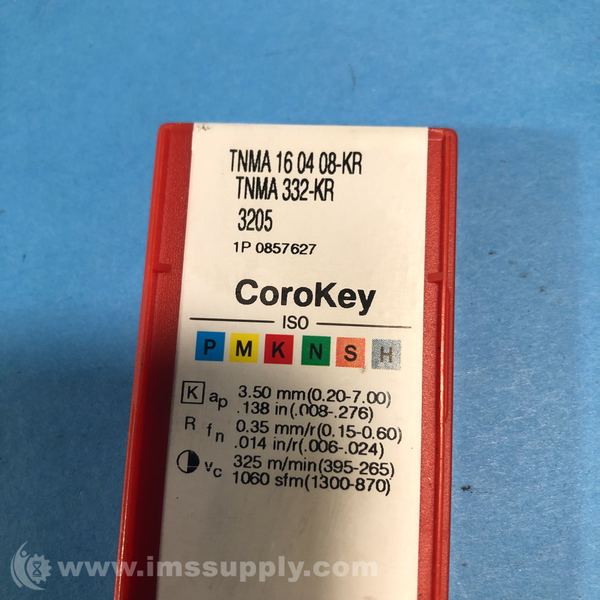 TNMA 16 04 08-KR
TNMA 332-KR
3205
1P 0857627
CoroKey
ISO
P M K N S H
K ap 3.50 mm(0.20-7.00)
.138 in(.008-.276)
R fn 0.35 mm/r(0.15-0.60)
.014 in/r(.006-.024)
vc 325 m/min(395-265)
1060 sfm(1300-870)
www.imssupply.com